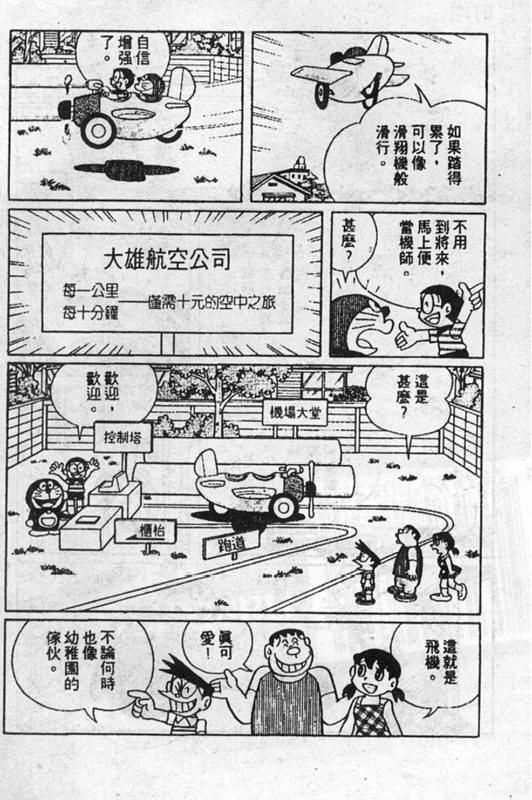 如果踏得
累了，
可以像
滑翔機般
滑行。
自信
增强
了。
不用
到將來，
馬上便
當機師。
甚麼？
大雄航空公司
每一公里
每十分鐘
僅需十元的空中之旅
這是
甚麼？
機場大堂
歡迎，
歡迎。
控制塔
櫃枱
跑道
這就是
飛機。
眞可
愛！
不論何時
也像
幼稚園的
傢伙。